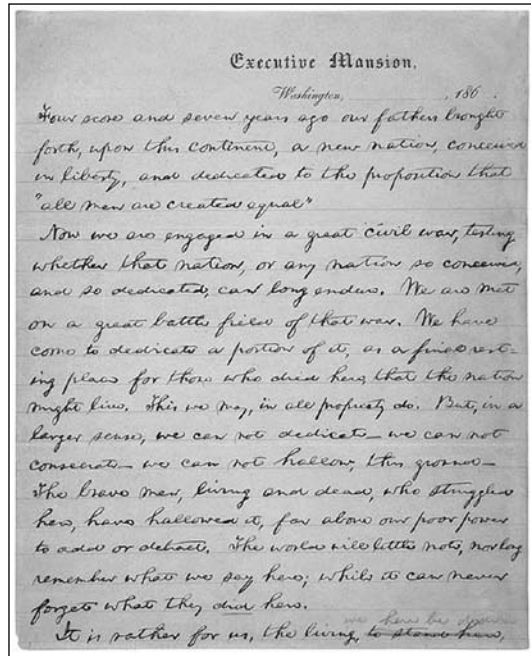 Executive Mansion,
Washington, , 186 .
Four score and seven years ago our fathers brought
forth, upon this continent, a new nation, conceived
in liberty, and dedicated to the proposition that
"all men are created equal"
Now we are engaged in a great civil war, testing
whether that nation, or any nation so conceived,
and so dedicated, can long endure. We are met
on a great battle field of that war. We have
come to dedicate a portion of it, as a final rest-
ing place for those who died here, that the nation
might live. This we may, in all propriety do. But, in a
larger sense, we can not dedicate — we can not
consecrate — we can not hallow, this ground —
The brave men, living and dead, who struggled
here, have hallowed it, far above our poor power
to add or detract. The world will little note, nor long
remember what we say here; while it can never
forget what they did here.
we here be dedica
It is rather for us, the living, to stand here,